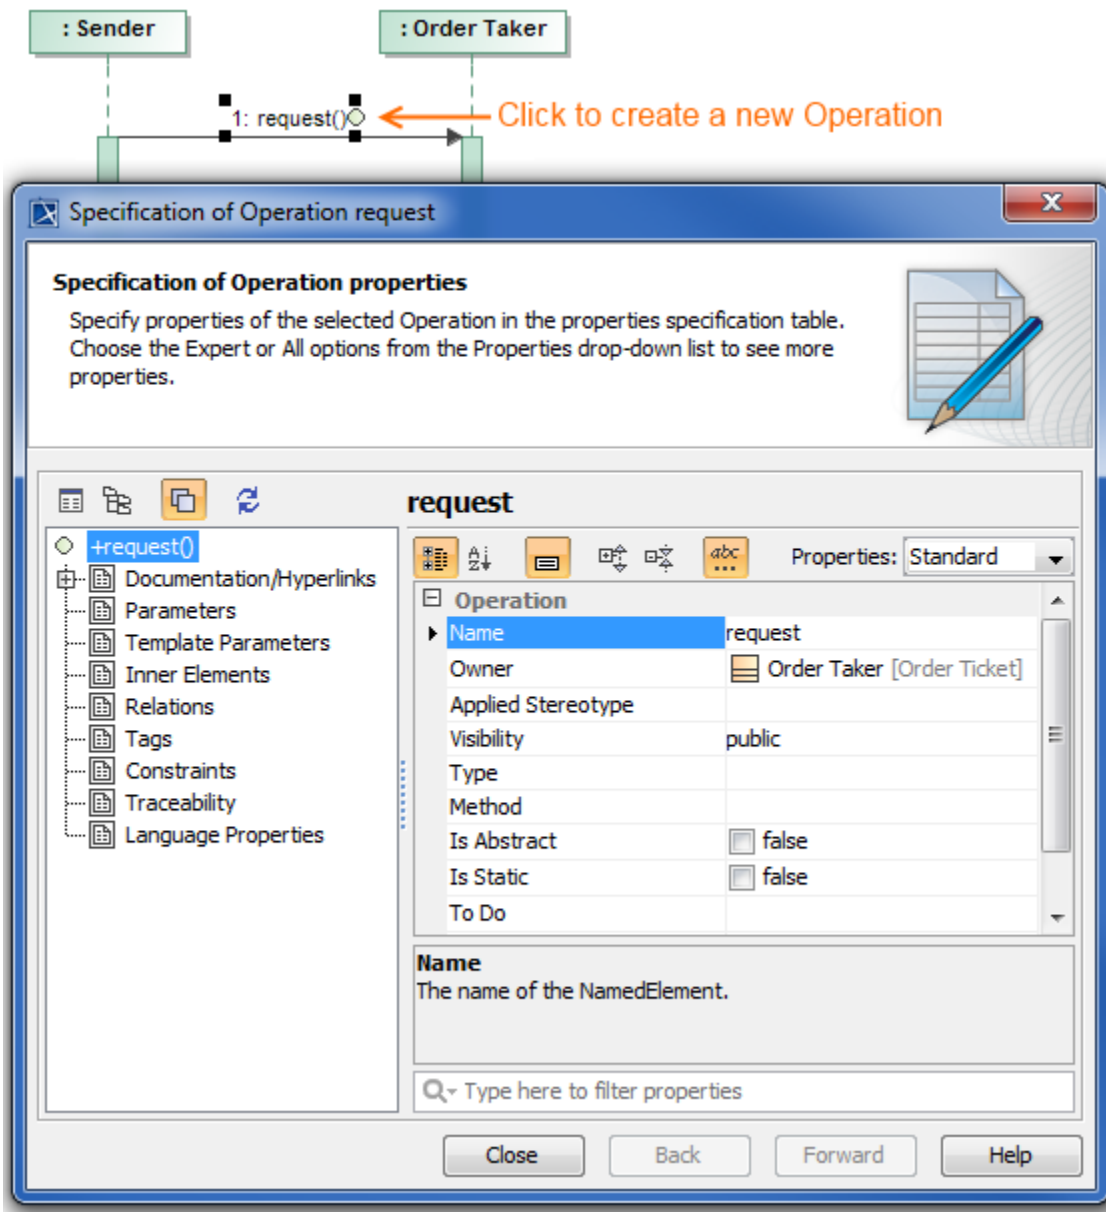 : Sender
: Order Taker
1: request()
Click to create a new Operation
Specification of Operation request
Specification of Operation properties
Specify properties of the selected Operation in the properties specification table.
Choose the Expert or All options from the Properties drop-down list to see more
properties.
request
+request()
Documentation/Hyperlinks
Parameters
Template Parameters
Inner Elements
Relations
Tags
Constraints
Traceability
Language Properties
Properties: Standard
Operation
Name request
Owner Order Taker [Order Ticket]
Applied Stereotype
Visibility public
Type
Method
Is Abstract false
Is Static false
To Do
Name
The name of the NamedElement.
Type here to filter properties
Close Back Forward Help